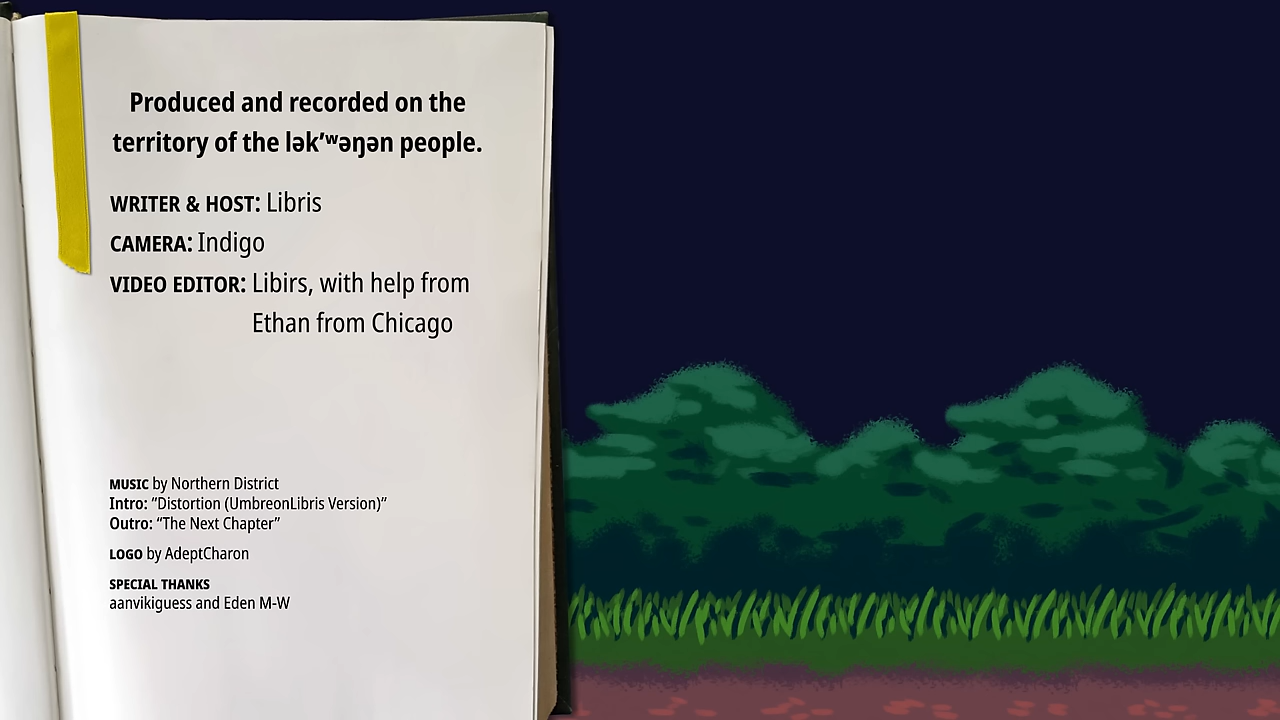 Produced and recorded on the
territory of the lək̓ʷəŋən people.
WRITER & HOST: Libris
CAMERA: Indigo
VIDEO EDITOR: Libirs, with help from
Ethan from Chicago
MUSIC by Northern District
Intro: “Distortion (UmbreonLibris Version)”
Outro: “The Next Chapter”
LOGO by AdeptCharon
SPECIAL THANKS
aanvikiguess and Eden M-W